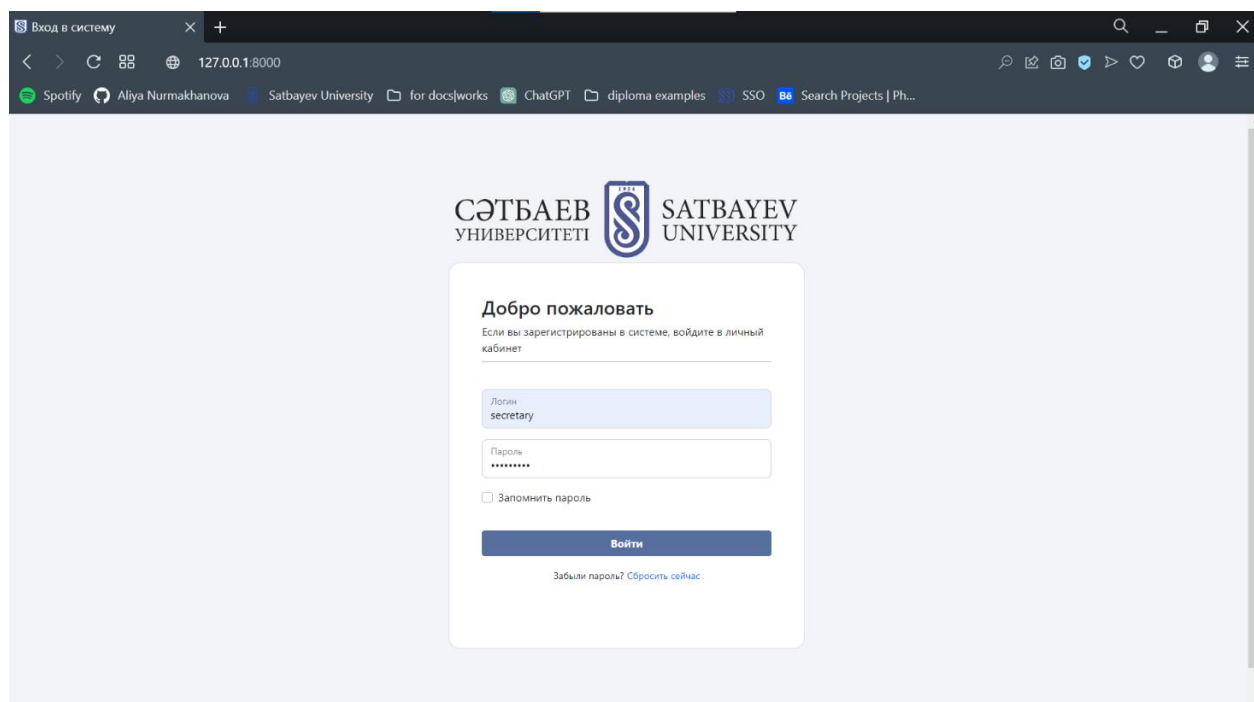 Вход в систему
127.0.0.1:8000
Spotify Aliya Nurmakhanova Satbayev University for docs|works ChatGPT diploma examples SSO Bē Search Projects | Ph...
СӘТБАЕВ УНИВЕРСИТЕТІ
1934
SATBAYEV UNIVERSITY
Добро пожаловать
Если вы зарегистрированы в системе, войдите в личный
кабинет
Логин
secretary
Пароль
•••••••••
Запомнить пароль
Войти
Забыли пароль? Сбросить сейчас